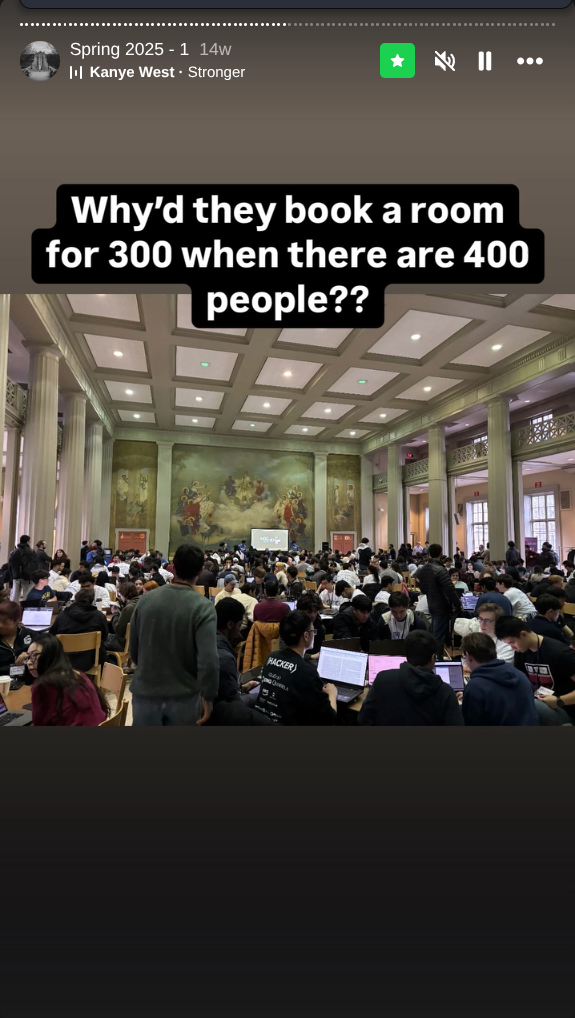 Spring 2025 - 1 14w
Kanye West · Stronger
Why’d they book a room
for 300 when there are 400
people??
{HACKER}